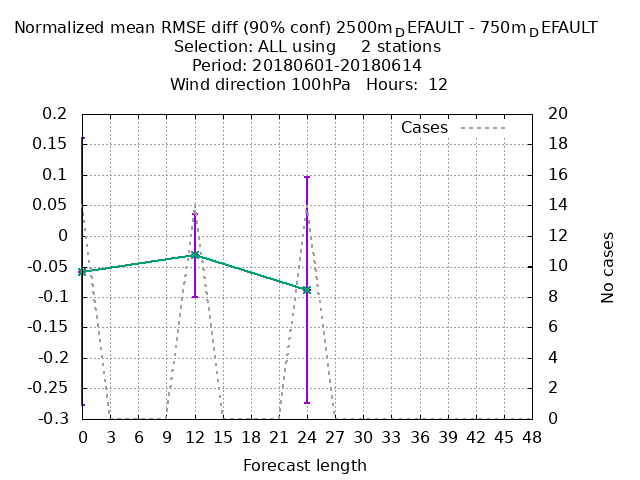 Normalized mean RMSE diff (90% conf) 2500mDEFAULT - 750mDEFAULT
Selection: ALL using 2 stations
Period: 20180601-20180614
Wind direction 100hPa Hours: 12
Cases
0.2
0.15
0.1
0.05
0
-0.05
-0.1
-0.15
-0.2
-0.25
-0.3
20
18
16
14
12
10
8
6
4
2
0
No cases
0 3 6 9 12 15 18 21 24 27 30 33 36 39 42 45 48
Forecast length